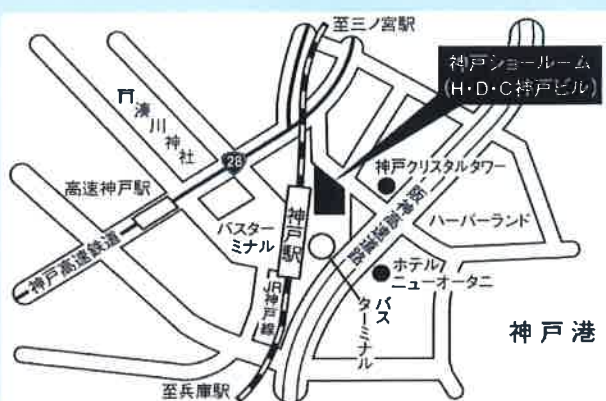 至三ノ宮駅
神戸ショールーム
(H・D・C神戸ビル)
湊川神社
28
神戸クリスタルタワー
高速神戸駅
阪神高速道路
ハーバーランド
バスター
ミナル
神戸駅
神戸高速鉄道
ホテル
ニューオータニ
JR神戸線
バス
ターミナル
神戸港
至兵庫駅